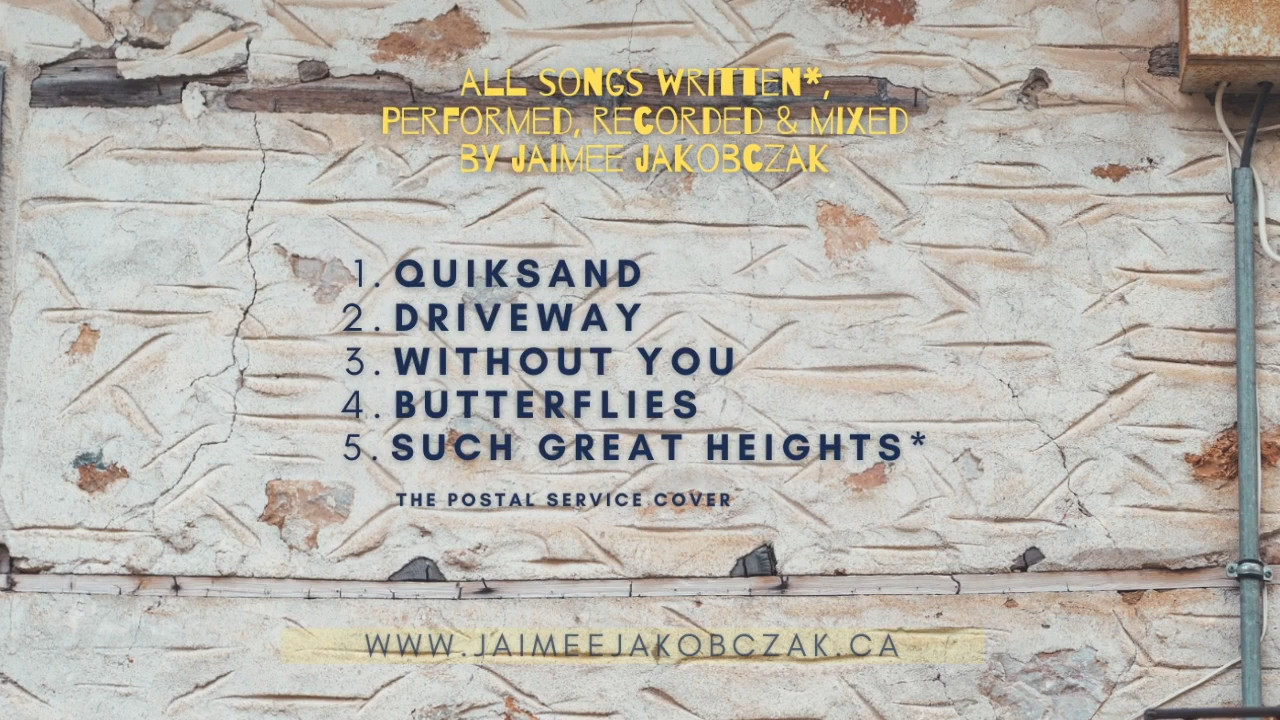 ALL SONGS WRITTEN*,
PERFORMED, RECORDED & MIXED
BY JAIMEE JAKOBCZAK
1. QUIKSAND
2. DRIVEWAY
3. WITHOUT YOU
4. BUTTERFLIES
5. SUCH GREAT HEIGHTS*
THE POSTAL SERVICE COVER
WWW.JAIMEEJAKOBCZAK.CA